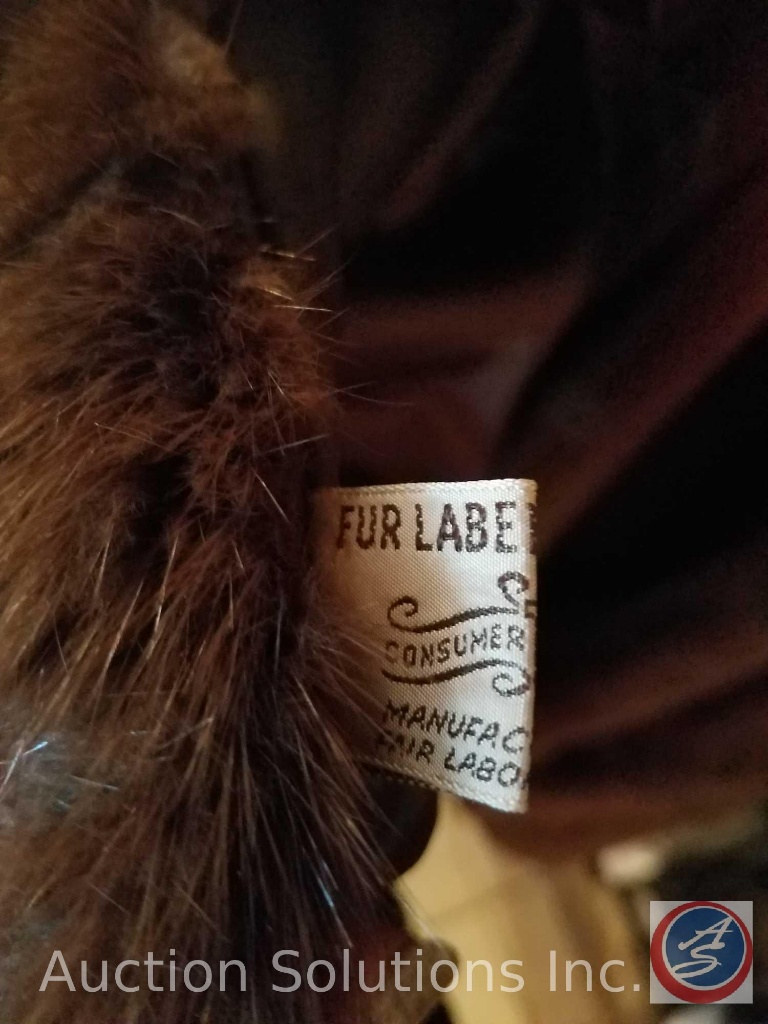 FUR LABE
CONSUMER
MANUFAC
FAIR LABO
Auction Solutions Inc.
AS